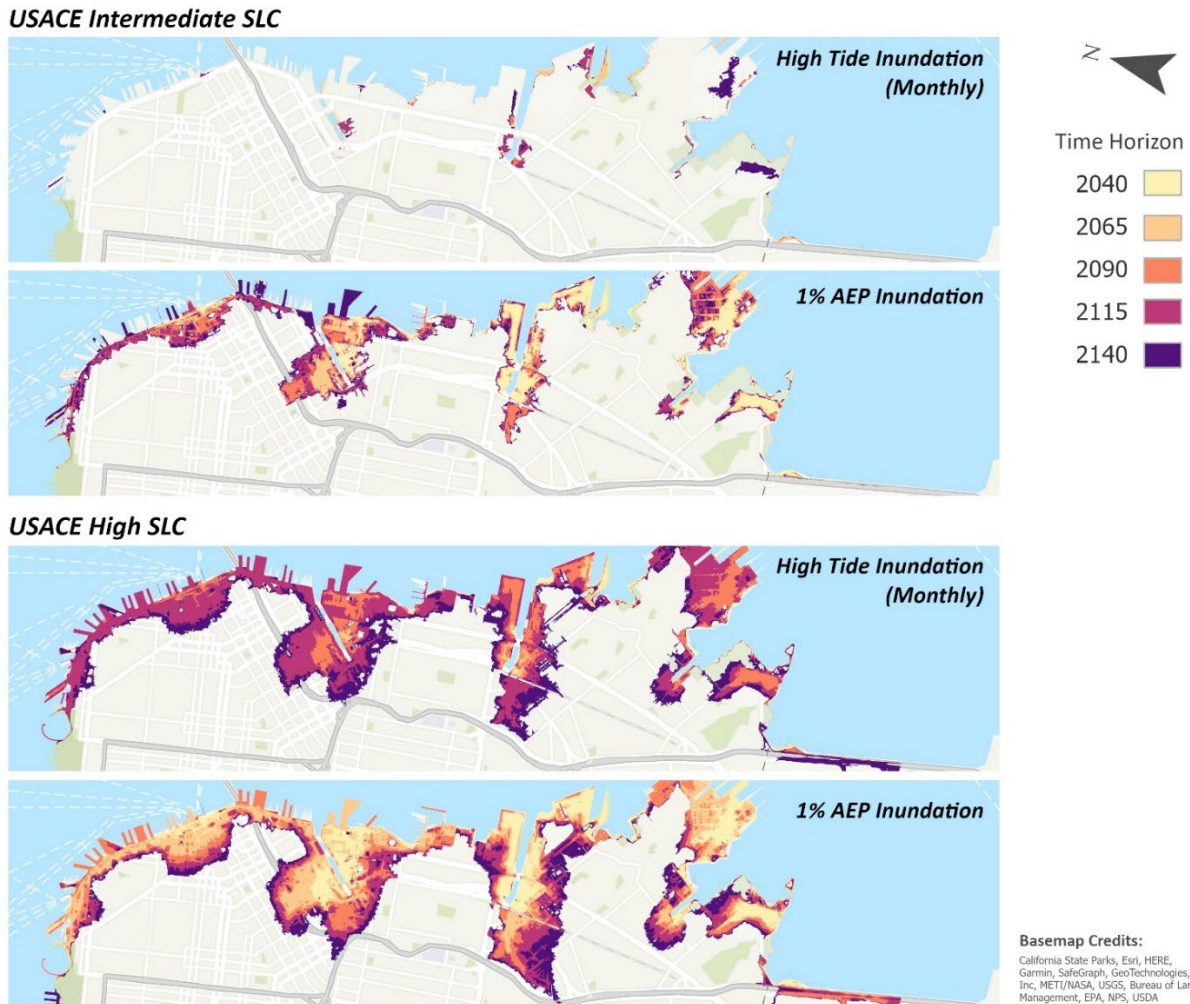 USACE Intermediate SLC
High Tide Inundation
(Monthly)
N
Time Horizon
2040
2065
2090
2115
2140
1% AEP Inundation
USACE High SLC
High Tide Inundation
(Monthly)
1% AEP Inundation
Basemap Credits:
California State Parks, Esri, HERE,
Garmin, SafeGraph, GeoTechnologies,
Inc, METI/NASA, USGS, Bureau of Lan
Management, EPA, NPS, USDA